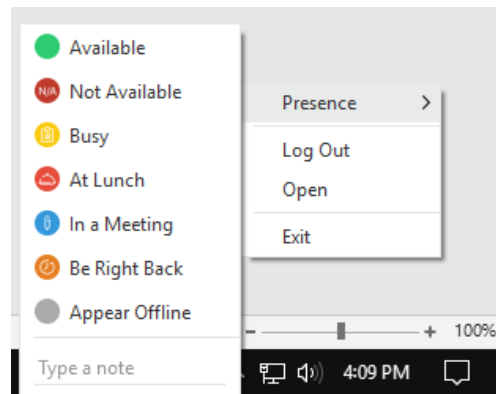 Available
N/A Not Available
Busy
At Lunch
In a Meeting
Be Right Back
Appear Offline
Type a note
Presence
Log Out
Open
Exit
100%
4:09 PM